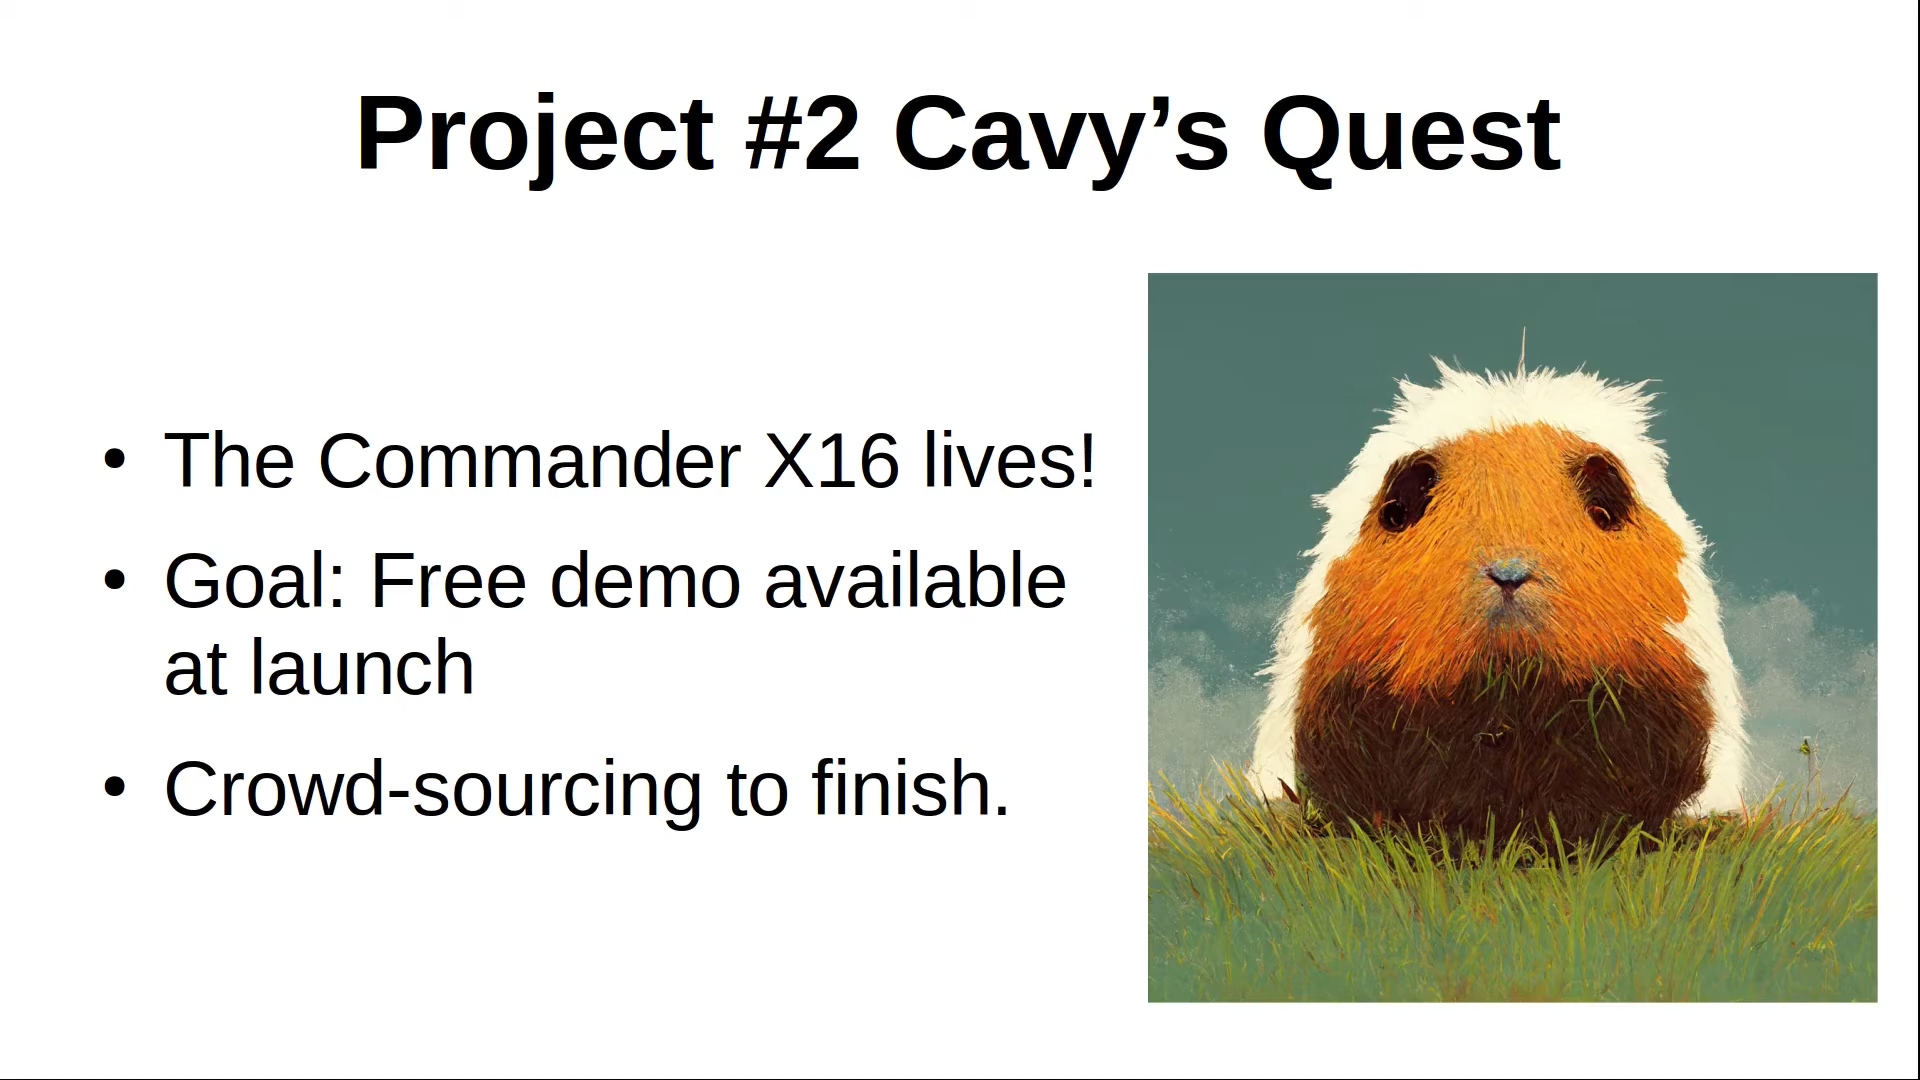 Project #2 Cavy’s Quest
• The Commander X16 lives!
• Goal: Free demo available
at launch
• Crowd-sourcing to finish.